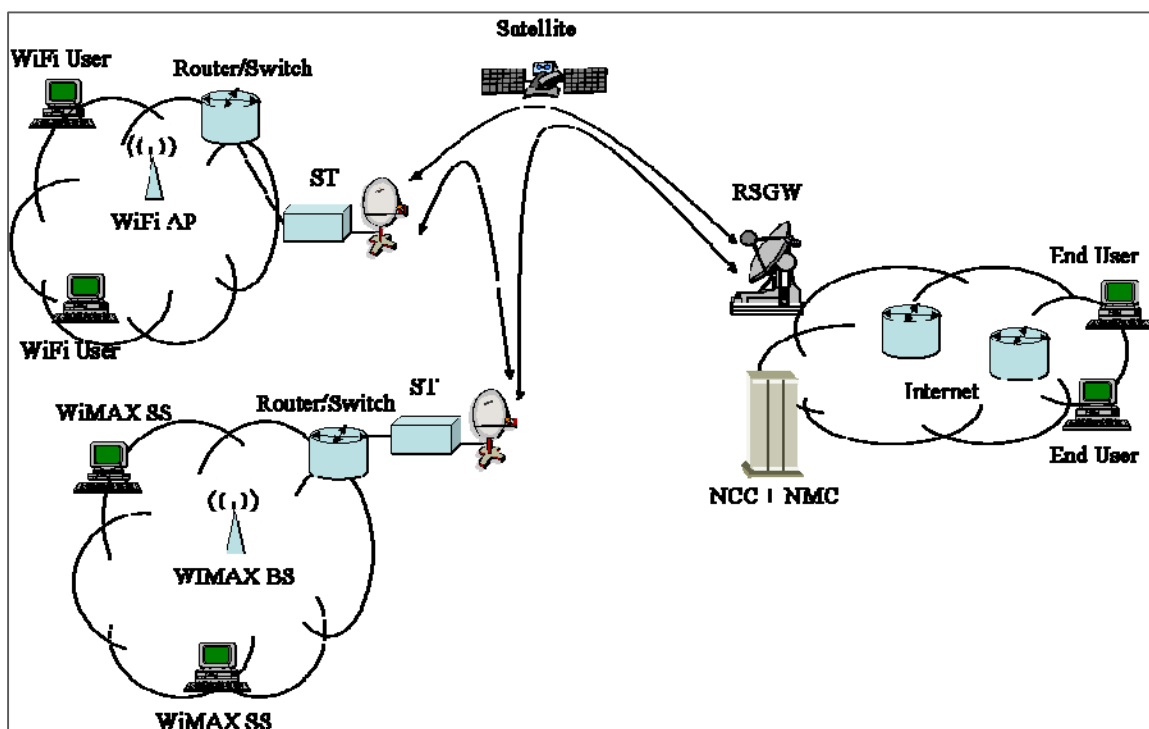 Satellite
WiFi User
Router/Switch
ST
WiFi AP
RSGW
End User
WiFi User
ST
Router/Switch
Internet
WiMAX SS
End User
NCC + NMC
WIMAX BS
WiMAX SS